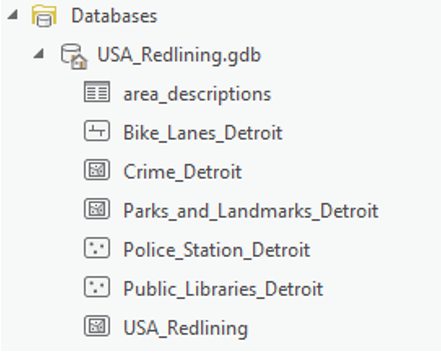 Databases
USA_Redlining.gdb
area_descriptions
Bike_Lanes_Detroit
Crime_Detroit
Parks_and_Landmarks_Detroit
Police_Station_Detroit
Public_Libraries_Detroit
USA_Redlining